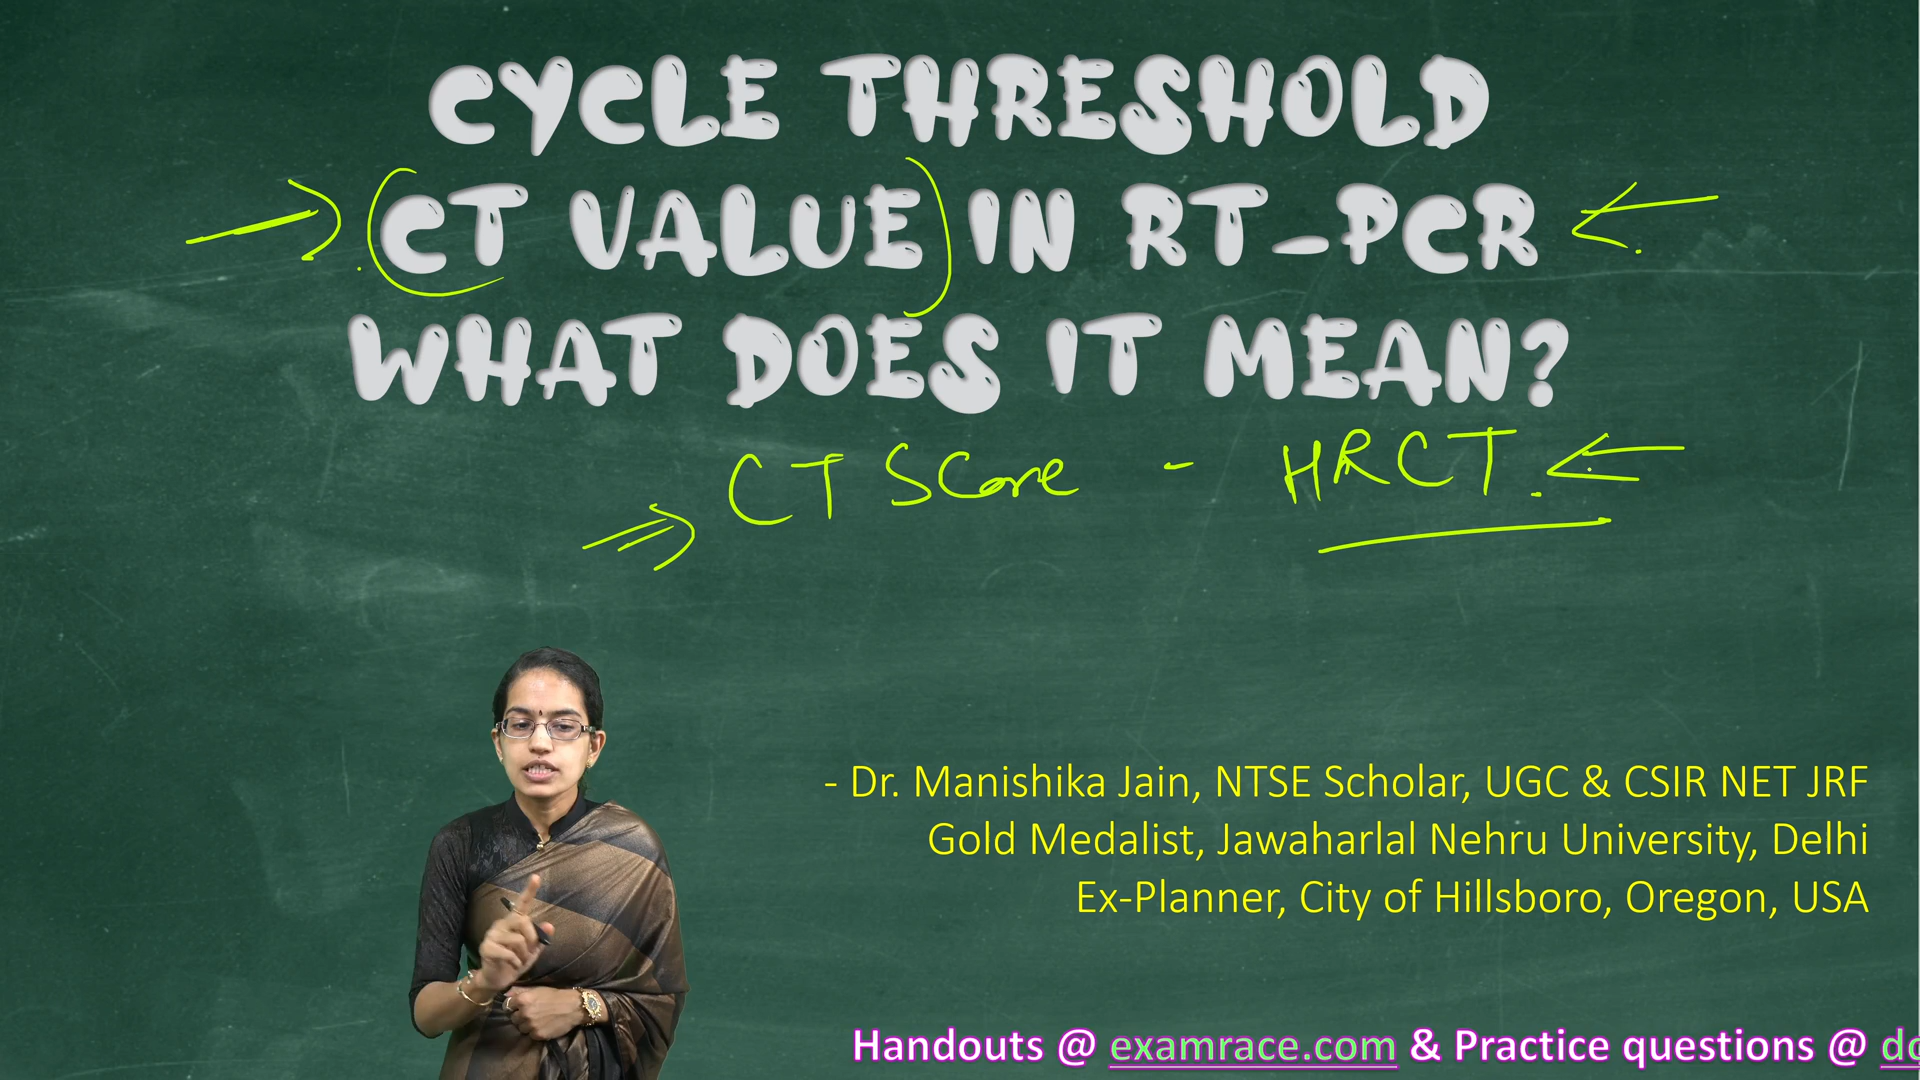 CYCLE THRESHOLD
(CT VALUE) IN RT-PCR
WHAT DOES IT MEAN?
CT SCore - HRCT
- Dr. Manishika Jain, NTSE Scholar, UGC & CSIR NET JRF
Gold Medalist, Jawaharlal Nehru University, Delhi
Ex-Planner, City of Hillsboro, Oregon, USA
Handouts @ examrace.com & Practice questions @